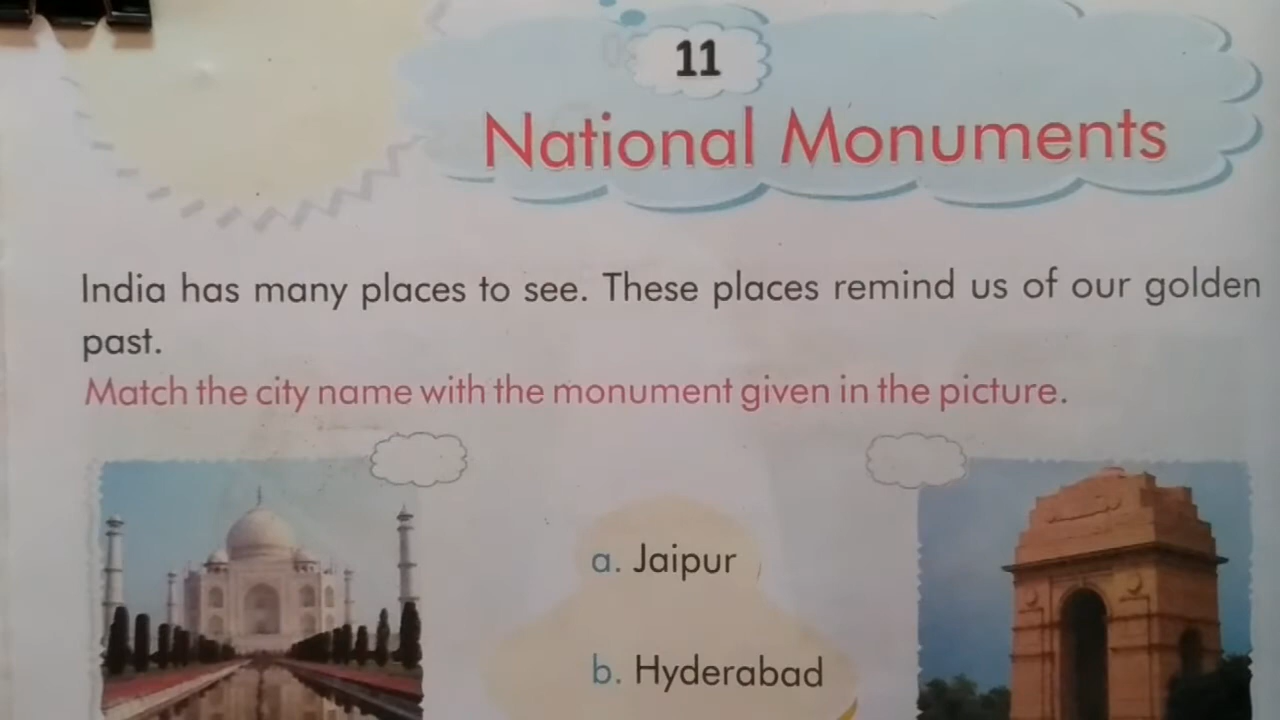 11
National Monuments
India has many places to see. These places remind us of our golden
past.
Match the city name with the monument given in the picture.
a. Jaipur
b. Hyderabad